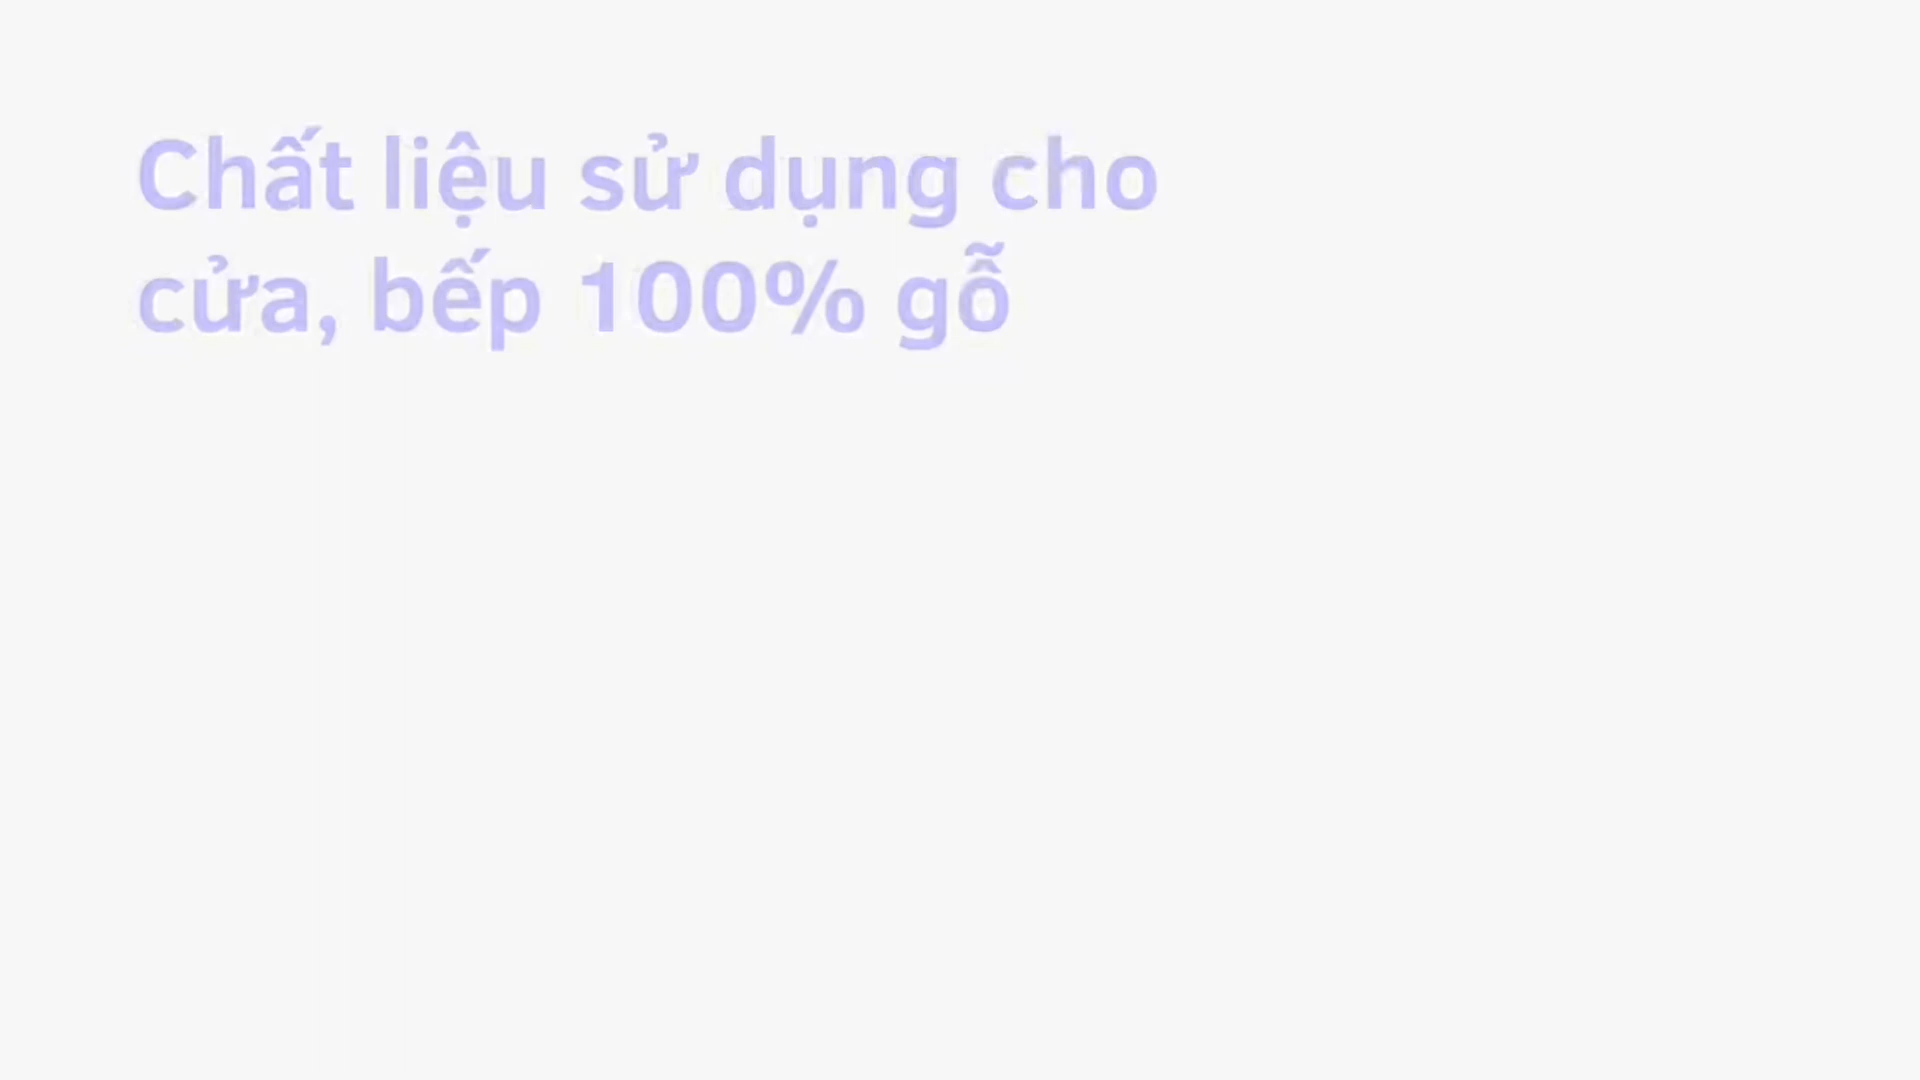 Chất liệu sử dụng cho
cửa, bếp 100% gỗ